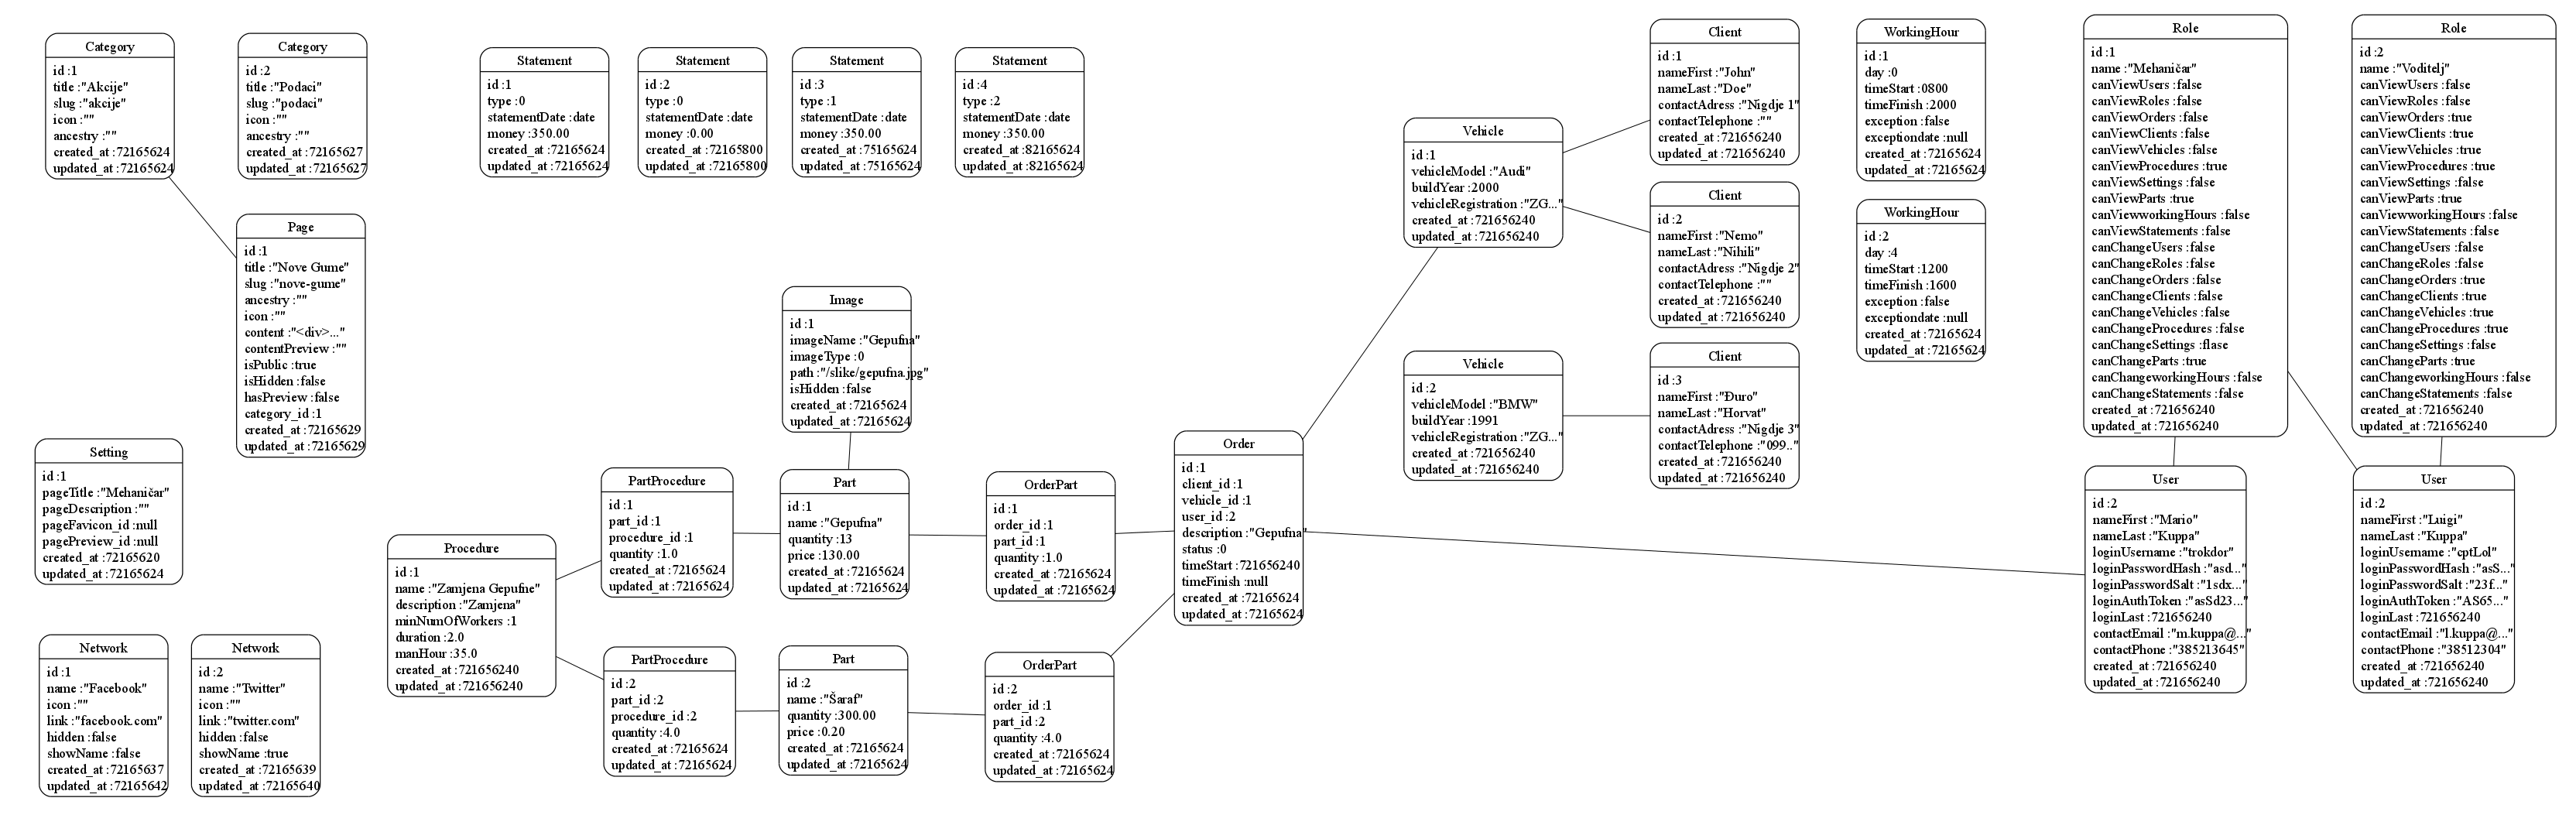 Category
id :1
title :"Akcije"
slug :"akcije"
icon :""
ancestry :""
created_at :72165624
updated_at :72165624
Category
id :2
title :"Podaci"
slug :"podaci"
icon :""
ancestry :""
created_at :72165627
updated_at :72165627
Page
id :1
title :"Nove Gume"
slug :"nove-gume"
ancestry :""
icon :""
content :"<div>..."
contentPreview :""
isPublic :true
isHidden :false
hasPreview :false
category_id :1
created_at :72165629
updated_at :72165629
Setting
id :1
pageTitle :"Mehaničar"
pageDescription :""
pageFavicon_id :null
pagePreview_id :null
created_at :72165620
updated_at :72165624
Network
id :1
name :"Facebook"
icon :""
link :"facebook.com"
hidden :false
showName :false
created_at :72165637
updated_at :72165642
Network
id :2
name :"Twitter"
icon :""
link :"twitter.com"
hidden :false
showName :true
created_at :72165639
updated_at :72165640
Statement
id :1
type :0
statementDate :date
money :350.00
created_at :72165624
updated_at :72165624
Statement
id :2
type :0
statementDate :date
money :0.00
created_at :72165800
updated_at :72165800
Statement
id :3
type :1
statementDate :date
money :350.00
created_at :75165624
updated_at :75165624
Statement
id :4
type :2
statementDate :date
money :350.00
created_at :82165624
updated_at :82165624
Image
id :1
imageName :"Gepufna"
imageType :0
path :"/slike/gepufna.jpg"
isHidden :false
created_at :72165624
updated_at :72165624
Procedure
id :1
name :"Zamjena Gepufne"
description :"Zamjena"
minNumOfWorkers :1
duration :2.0
manHour :35.0
created_at :721656240
updated_at :721656240
PartProcedure
id :1
part_id :1
procedure_id :1
quantity :1.0
created_at :72165624
updated_at :72165624
PartProcedure
id :2
part_id :2
procedure_id :2
quantity :4.0
created_at :72165624
updated_at :72165624
Part
id :1
name :"Gepufna"
quantity :13
price :130.00
created_at :72165624
updated_at :72165624
Part
id :2
name :"Šaraf"
quantity :300.00
price :0.20
created_at :72165624
updated_at :72165624
OrderPart
id :1
order_id :1
part_id :1
quantity :1.0
created_at :72165624
updated_at :72165624
OrderPart
id :2
order_id :1
part_id :2
quantity :4.0
created_at :72165624
updated_at :72165624
Order
id :1
client_id :1
vehicle_id :1
user_id :2
description :"Gepufna"
status :0
timeStart :721656240
timeFinish :null
created_at :72165624
updated_at :72165624
Vehicle
id :1
vehicleModel :"Audi"
buildYear :2000
vehicleRegistration :"ZG..."
created_at :721656240
updated_at :721656240
Vehicle
id :2
vehicleModel :"BMW"
buildYear :1991
vehicleRegistration :"ZG..."
created_at :721656240
updated_at :721656240
Client
id :1
nameFirst :"John"
nameLast :"Doe"
contactAdress :"Nigdje 1"
contactTelephone :""
created_at :721656240
updated_at :721656240
Client
id :2
nameFirst :"Nemo"
nameLast :"Nihili"
contactAdress :"Nigdje 2"
contactTelephone :""
created_at :721656240
updated_at :721656240
Client
id :3
nameFirst :"Đuro"
nameLast :"Horvat"
contactAdress :"Nigdje 3"
contactTelephone :"099.."
created_at :721656240
updated_at :721656240
WorkingHour
id :1
day :0
timeStart :0800
timeFinish :2000
exception :false
exceptiondate :null
created_at :72165624
updated_at :72165624
WorkingHour
id :2
day :4
timeStart :1200
timeFinish :1600
exception :false
exceptiondate :null
created_at :72165624
updated_at :72165624
Role
id :1
name :"Mehaničar"
canViewUsers :false
canViewRoles :false
canViewOrders :false
canViewClients :false
canViewVehicles :false
canViewProcedures :true
canViewSettings :false
canViewParts :true
canViewworkingHours :false
canViewStatements :false
canChangeUsers :false
canChangeRoles :false
canChangeOrders :false
canChangeClients :false
canChangeVehicles :false
canChangeProcedures :false
canChangeSettings :flase
canChangeParts :true
canChangeworkingHours :false
canChangeStatements :false
created_at :721656240
updated_at :721656240
Role
id :2
name :"Voditelj"
canViewUsers :false
canViewRoles :false
canViewOrders :true
canViewClients :true
canViewVehicles :true
canViewProcedures :true
canViewSettings :false
canViewParts :true
canViewworkingHours :false
canViewStatements :false
canChangeUsers :false
canChangeRoles :false
canChangeOrders :true
canChangeClients :true
canChangeVehicles :true
canChangeProcedures :true
canChangeSettings :false
canChangeParts :true
canChangeworkingHours :false
canChangeStatements :false
created_at :721656240
updated_at :721656240
User
id :2
nameFirst :"Mario"
nameLast :"Kuppa"
loginUsername :"trokdor"
loginPasswordHash :"asd..."
loginPasswordSalt :"1sdx..."
loginAuthToken :"asSd23..."
loginLast :721656240
contactEmail :"m.kuppa@..."
contactPhone :"385213645"
created_at :721656240
updated_at :721656240
User
id :2
nameFirst :"Luigi"
nameLast :"Kuppa"
loginUsername :"cptLol"
loginPasswordHash :"asS..."
loginPasswordSalt :"23f..."
loginAuthToken :"AS65..."
loginLast :721656240
contactEmail :"l.kuppa@..."
contactPhone :"38512304"
created_at :721656240
updated_at :721656240